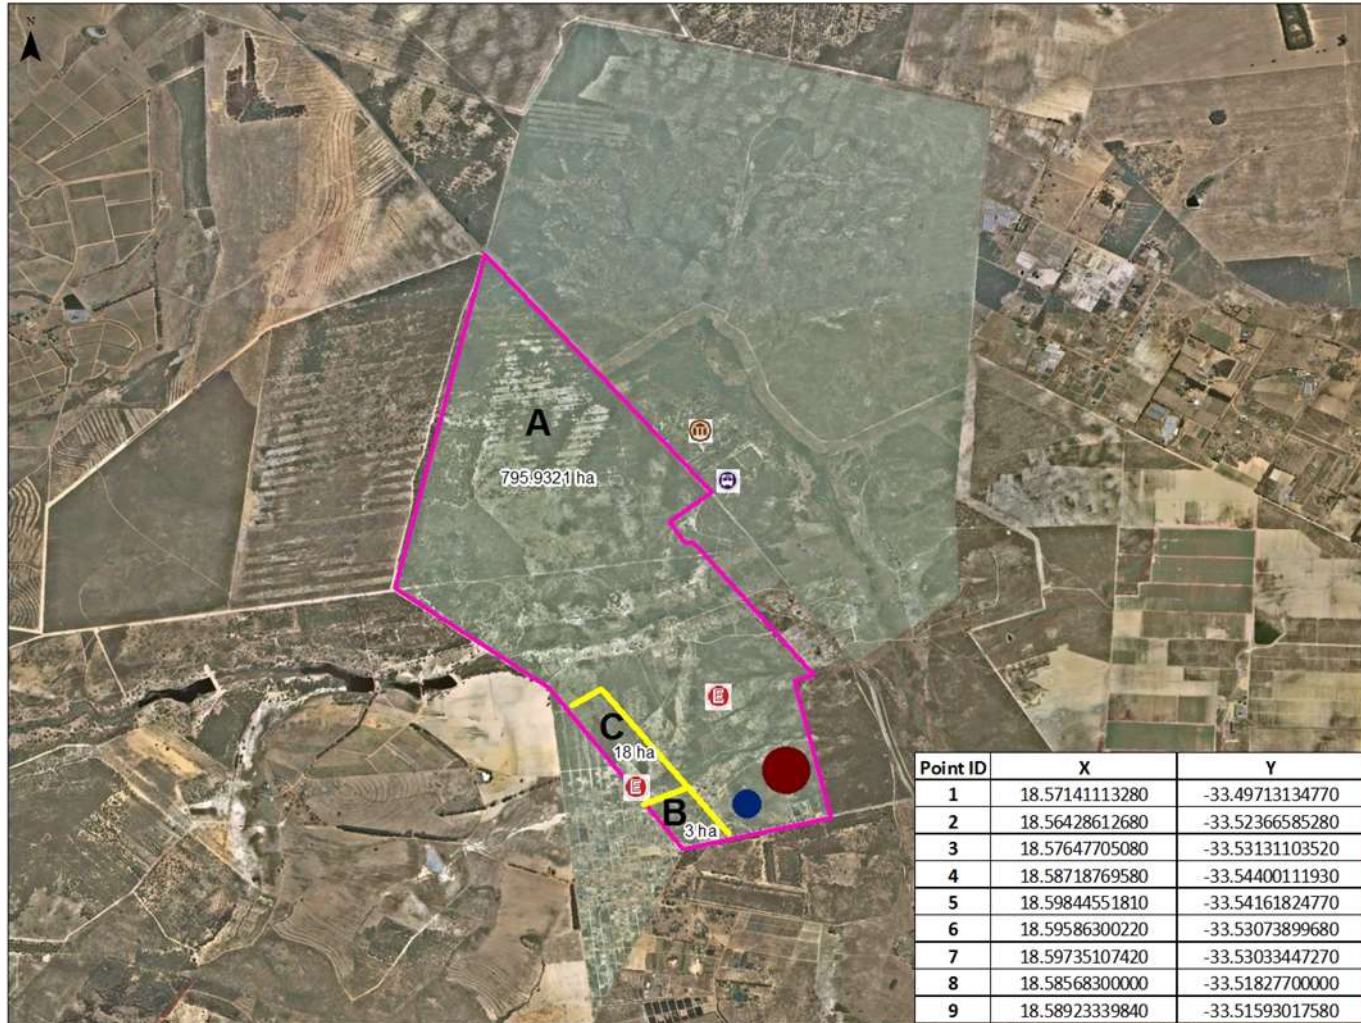 N
A
795.9321 ha
E
C
18 ha
E
B
3 ha
Point ID X Y
1 18.57141113280 -33.49713134770
2 18.56428612680 -33.52366585280
3 18.57647705080 -33.53131103520
4 18.58718769580 -33.54400111930
5 18.59844551810 -33.54161824770
6 18.59586300220 -33.53073899680
7 18.59735107420 -33.53033447270
8 18.58568300000 -33.51827700000
9 18.58923339840 -33.51593017580